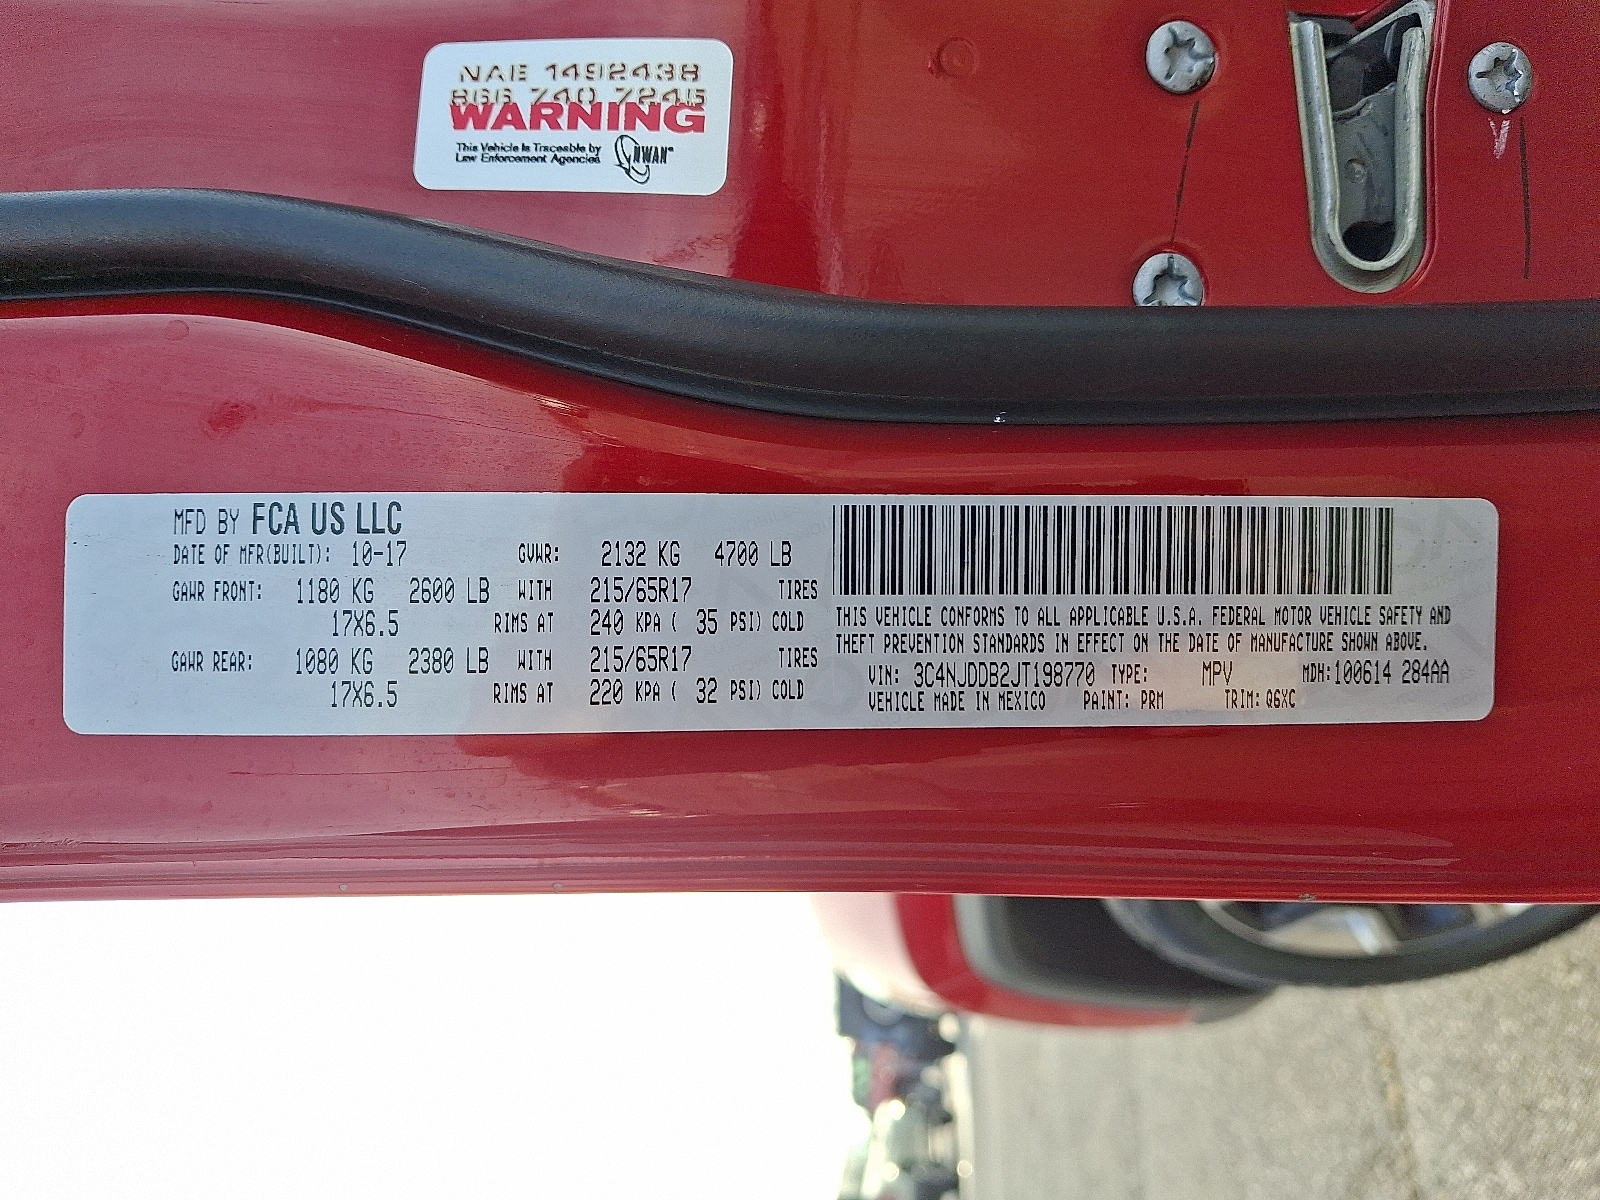 NAE 1492438
866 740 7245
WARNING
This Vehicle Is Traceable by
Law Enforcement Agencies
NWAN
MFD BY FCA US LLC
DATE OF MFR(BUILT): 10-17 GVWR: 2132 KG 4700 LB
GAWR FRONT: 1180 KG 2600 LB WITH 215/65R17 TIRES
17X6.5 RIMS AT 240 KPA ( 35 PSI) COLD
GAWR REAR: 1080 KG 2380 LB WITH 215/65R17 TIRES
17X6.5 RIMS AT 220 KPA ( 32 PSI) COLD
THIS VEHICLE CONFORMS TO ALL APPLICABLE U.S.A. FEDERAL MOTOR VEHICLE SAFETY AND
THEFT PREVENTION STANDARDS IN EFFECT ON THE DATE OF MANUFACTURE SHOWN ABOVE.
VIN: 3C4NJDDB2JT198770 TYPE: MPV MDH:100614 284AA
VEHICLE MADE IN MEXICO PAINT: PRM TRIM: Q6XC